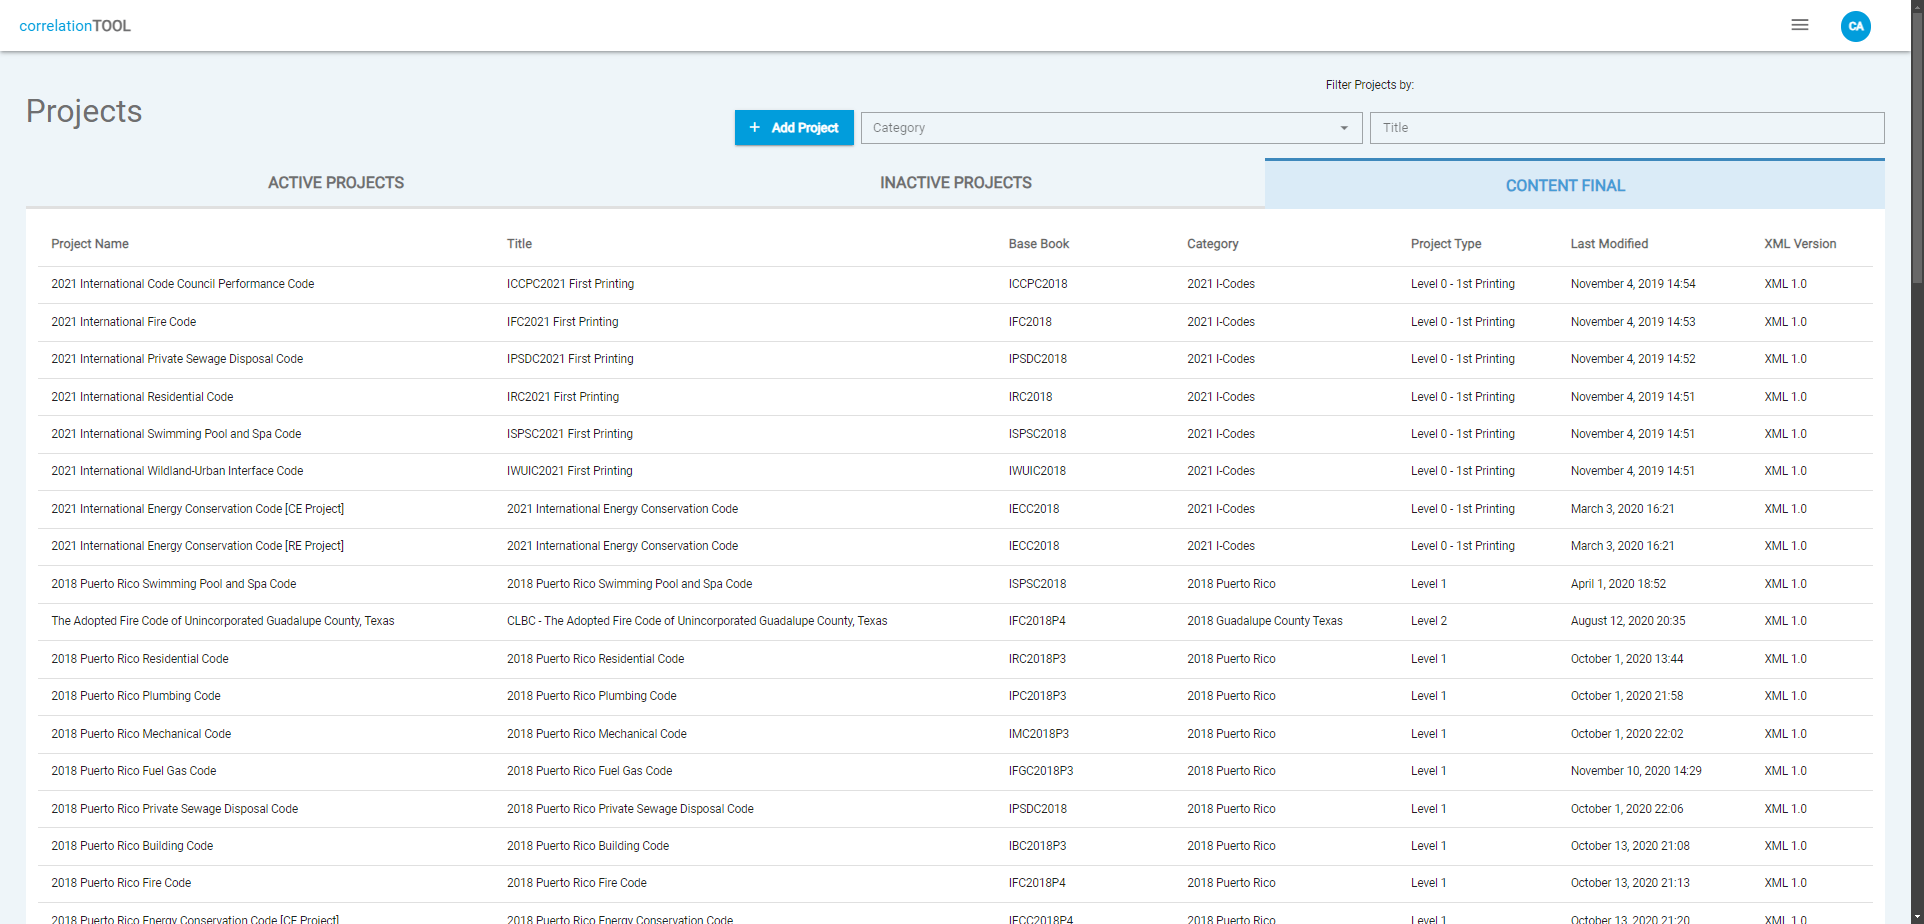 correlationTOOL
CA
Filter Projects by:
Projects
+ Add Project
Category
Title
ACTIVE PROJECTS INACTIVE PROJECTS CONTENT FINAL
Project Name Title Base Book Category Project Type Last Modified XML Version
2021 International Code Council Performance Code ICCPC2021 First Printing ICCPC2018 2021 I-Codes Level 0 - 1st Printing November 4, 2019 14:54 XML 1.0
2021 International Fire Code IFC2021 First Printing IFC2018 2021 I-Codes Level 0 - 1st Printing November 4, 2019 14:53 XML 1.0
2021 International Private Sewage Disposal Code IPSDC2021 First Printing IPSDC2018 2021 I-Codes Level 0 - 1st Printing November 4, 2019 14:52 XML 1.0
2021 International Residential Code IRC2021 First Printing IRC2018 2021 I-Codes Level 0 - 1st Printing November 4, 2019 14:51 XML 1.0
2021 International Swimming Pool and Spa Code ISPSC2021 First Printing ISPSC2018 2021 I-Codes Level 0 - 1st Printing November 4, 2019 14:51 XML 1.0
2021 International Wildland-Urban Interface Code IWUIC2021 First Printing IWUIC2018 2021 I-Codes Level 0 - 1st Printing November 4, 2019 14:51 XML 1.0
2021 International Energy Conservation Code [CE Project] 2021 International Energy Conservation Code IECC2018 2021 I-Codes Level 0 - 1st Printing March 3, 2020 16:21 XML 1.0
2021 International Energy Conservation Code [RE Project] 2021 International Energy Conservation Code IECC2018 2021 I-Codes Level 0 - 1st Printing March 3, 2020 16:21 XML 1.0
2018 Puerto Rico Swimming Pool and Spa Code 2018 Puerto Rico Swimming Pool and Spa Code ISPSC2018 2018 Puerto Rico Level 1 April 1, 2020 18:52 XML 1.0
The Adopted Fire Code of Unincorporated Guadalupe County, Texas CLBC - The Adopted Fire Code of Unincorporated Guadalupe County, Texas IFC2018P4 2018 Guadalupe County Texas Level 2 August 12, 2020 20:35 XML 1.0
2018 Puerto Rico Residential Code 2018 Puerto Rico Residential Code IRC2018P3 2018 Puerto Rico Level 1 October 1, 2020 13:44 XML 1.0
2018 Puerto Rico Plumbing Code 2018 Puerto Rico Plumbing Code IPC2018P3 2018 Puerto Rico Level 1 October 1, 2020 21:58 XML 1.0
2018 Puerto Rico Mechanical Code 2018 Puerto Rico Mechanical Code IMC2018P3 2018 Puerto Rico Level 1 October 1, 2020 22:02 XML 1.0
2018 Puerto Rico Fuel Gas Code 2018 Puerto Rico Fuel Gas Code IFGC2018P3 2018 Puerto Rico Level 1 November 10, 2020 14:29 XML 1.0
2018 Puerto Rico Private Sewage Disposal Code 2018 Puerto Rico Private Sewage Disposal Code IPSDC2018 2018 Puerto Rico Level 1 October 1, 2020 22:06 XML 1.0
2018 Puerto Rico Building Code 2018 Puerto Rico Building Code IBC2018P3 2018 Puerto Rico Level 1 October 13, 2020 21:08 XML 1.0
2018 Puerto Rico Fire Code 2018 Puerto Rico Fire Code IFC2018P4 2018 Puerto Rico Level 1 October 13, 2020 21:13 XML 1.0
2018 Puerto Rico Energy Conservation Code [CE Project] 2018 Puerto Rico Energy Conservation Code IECC2018P4 2018 Puerto Rico Level 1 October 13, 2020 21:20 XML 1.0